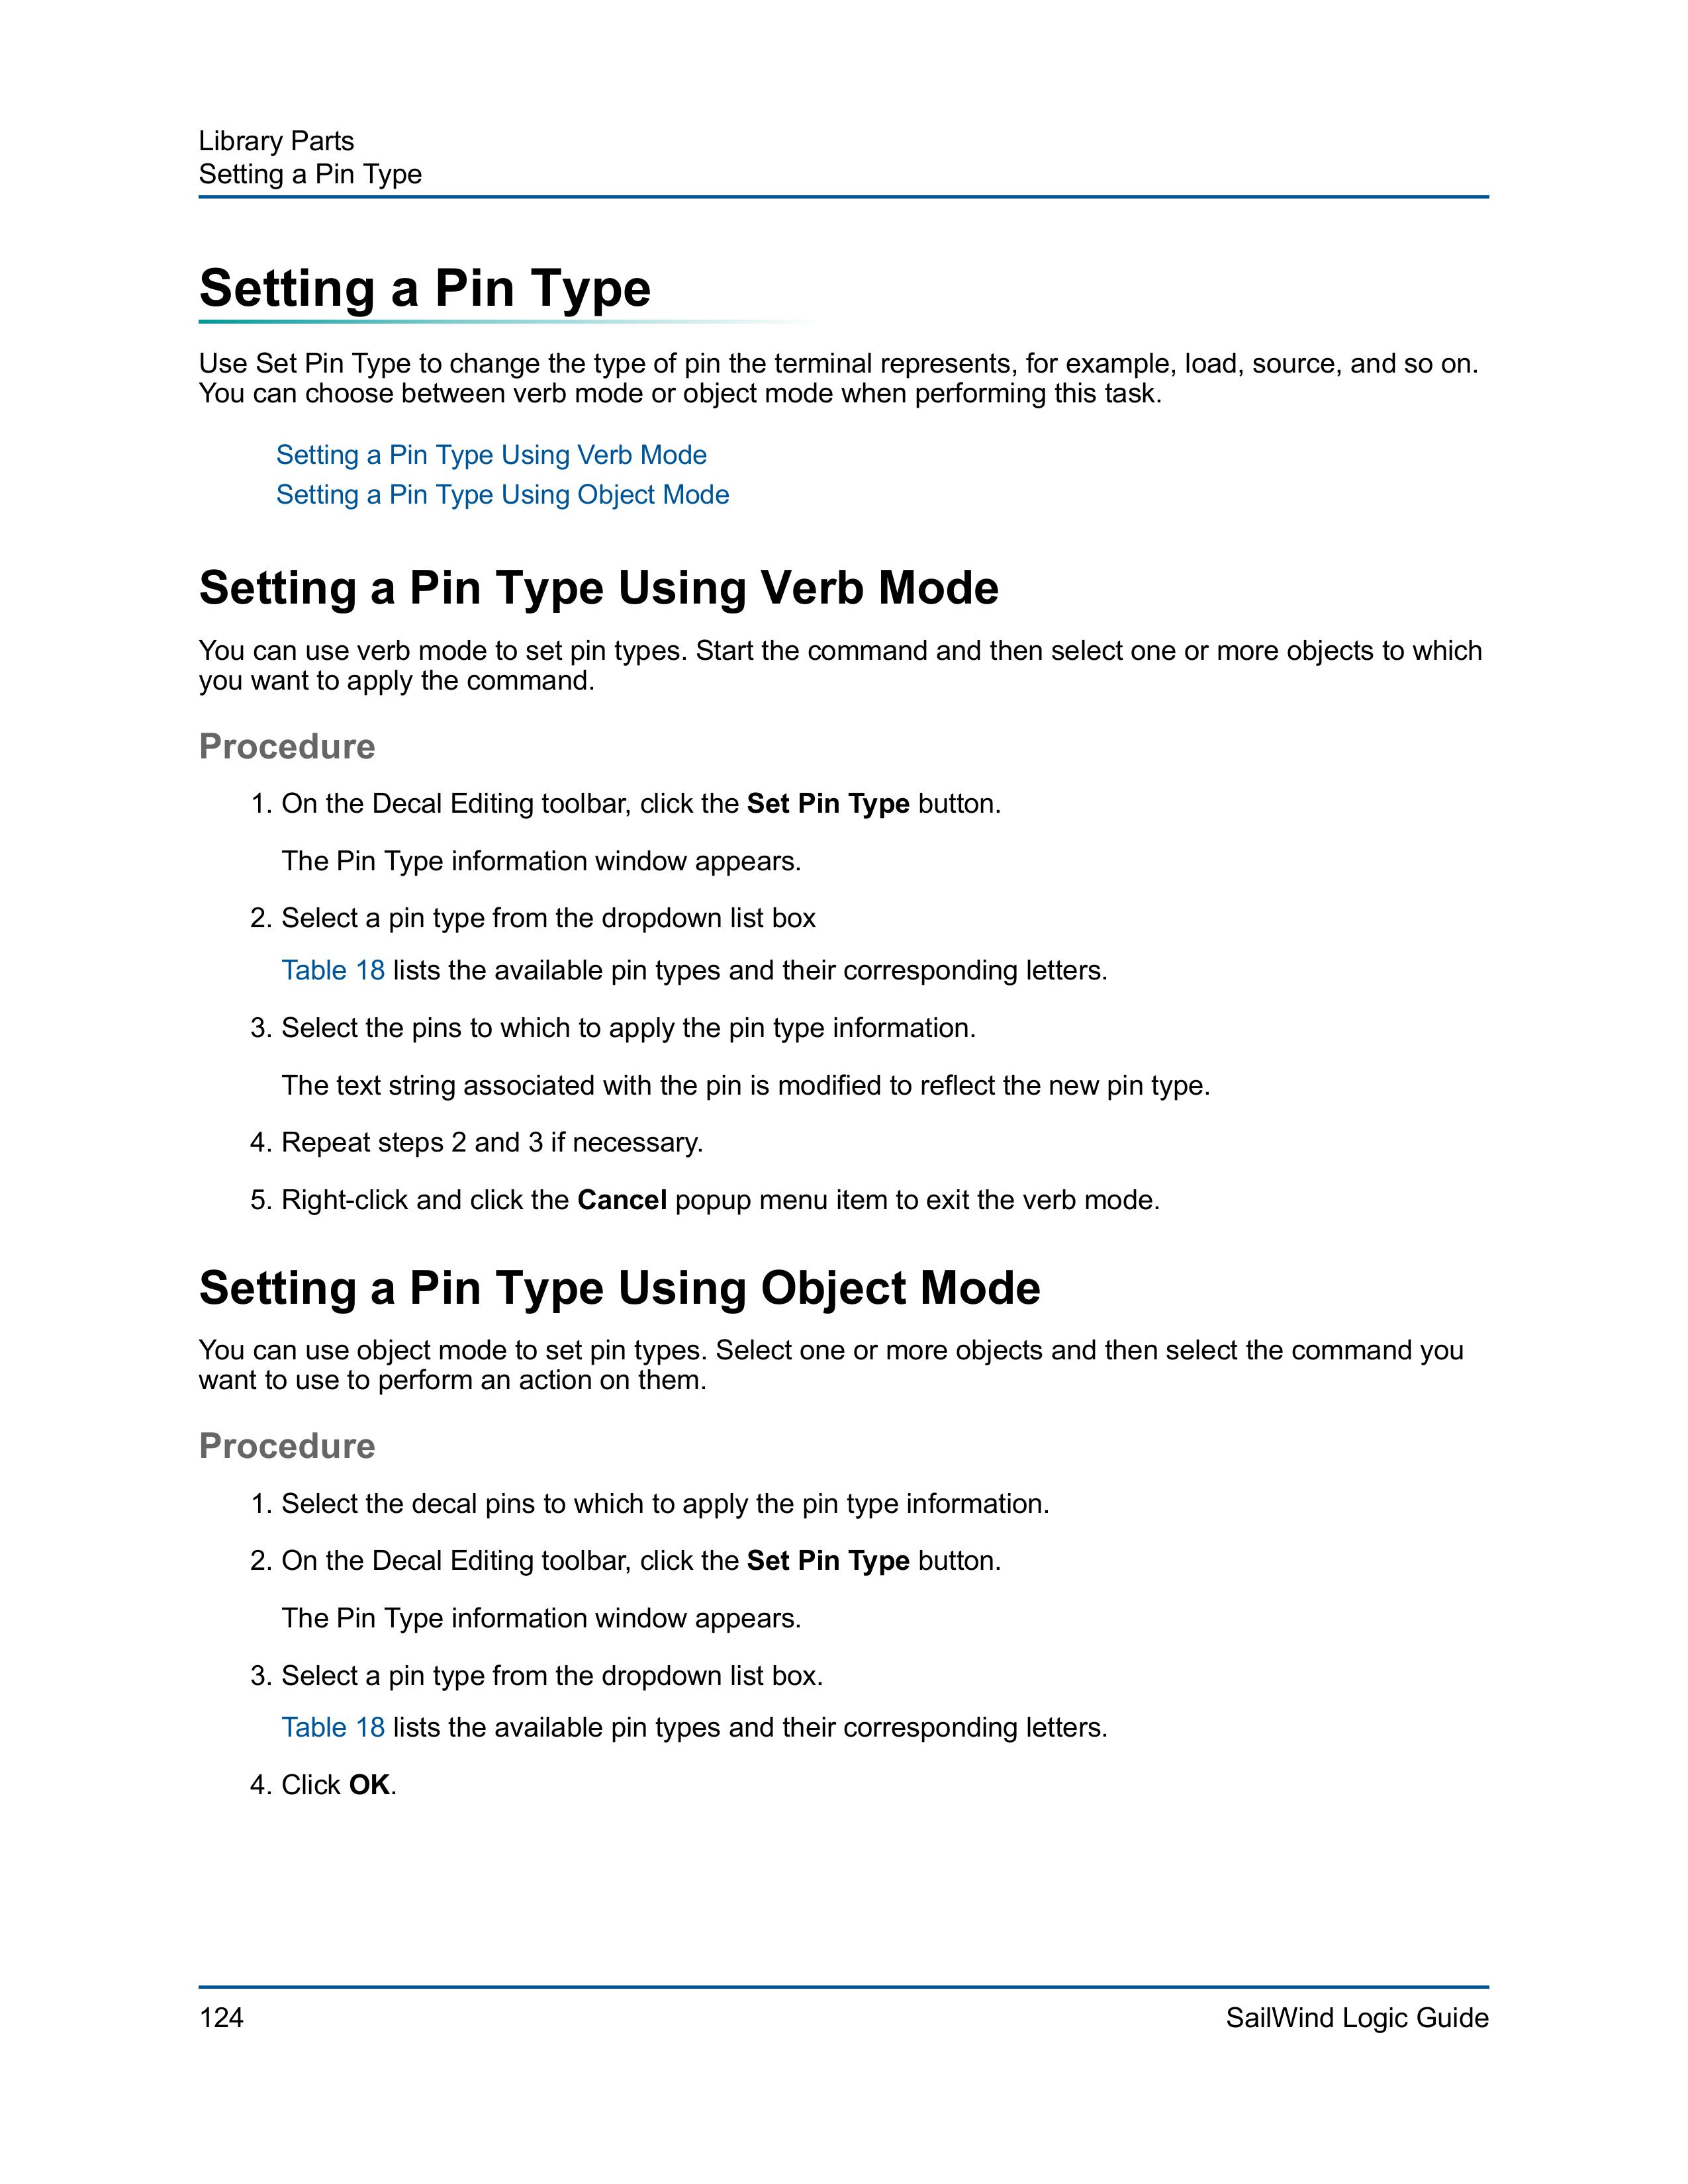 Library Parts
Setting a Pin Type
Setting a Pin Type
Use Set Pin Type to change the type of pin the terminal represents, for example, load, source, and so on.
You can choose between verb mode or object mode when performing this task.
Setting a Pin Type Using Verb Mode
Setting a Pin Type Using Object Mode
Setting a Pin Type Using Verb Mode
You can use verb mode to set pin types. Start the command and then select one or more objects to which
you want to apply the command.
Procedure
1. On the Decal Editing toolbar, click the Set Pin Type button.
The Pin Type information window appears.
2. Select a pin type from the dropdown list box
Table 18 lists the available pin types and their corresponding letters.
3. Select the pins to which to apply the pin type information.
The text string associated with the pin is modified to reflect the new pin type.
4. Repeat steps 2 and 3 if necessary.
5. Right-click and click the Cancel popup menu item to exit the verb mode.
Setting a Pin Type Using Object Mode
You can use object mode to set pin types. Select one or more objects and then select the command you
want to use to perform an action on them.
Procedure
1. Select the decal pins to which to apply the pin type information.
2. On the Decal Editing toolbar, click the Set Pin Type button.
The Pin Type information window appears.
3. Select a pin type from the dropdown list box.
Table 18 lists the available pin types and their corresponding letters.
4. Click OK.
124
SailWind Logic Guide